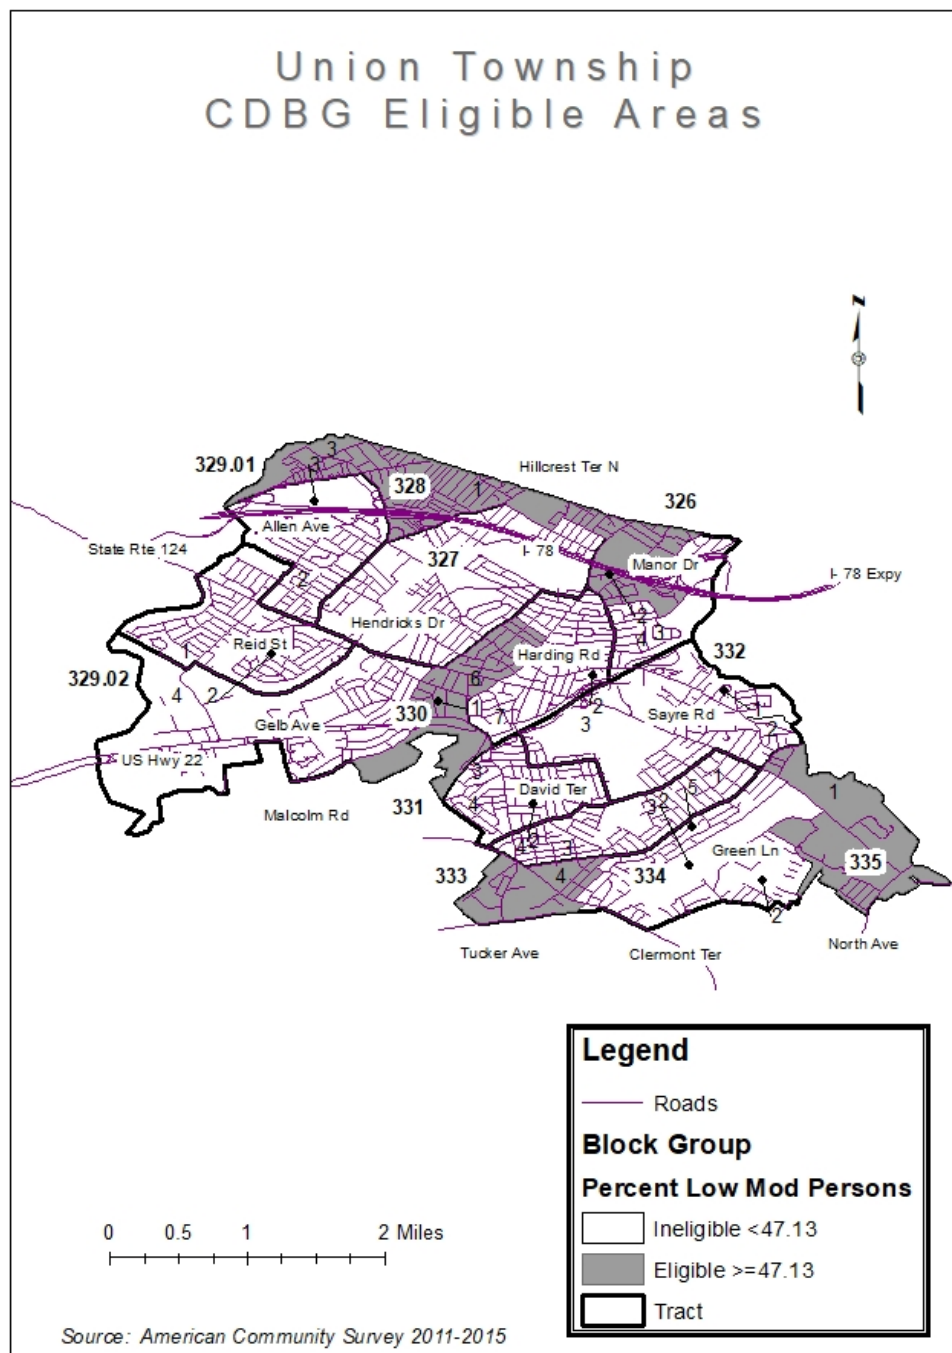 Union Township
CDBG Eligible Areas
N
329.01
3
3
Hillcrest Ter N
328
1
326
Allen Ave
State Rte 124
327
I- 78
Manor Dr
I- 78 Expy
2
2
Hendricks Dr
4
3
Reid St
1
Harding Rd
332
329.02
6
4
2
330
1
7
2
1
Gelb Ave
3
Sayre Rd
2
US Hwy 22
3
1
David Ter
5
Malcolm Rd
331
4
3
2
1
4
2
3
Green Ln
333
4
334
335
2
Tucker Ave
Clermont Ter
North Ave
Legend
Roads
Block Group
Percent Low Mod Persons
0 0.5 1 2 Miles
Ineligible <47.13
Eligible >=47.13
Tract
Source: American Community Survey 2011-2015